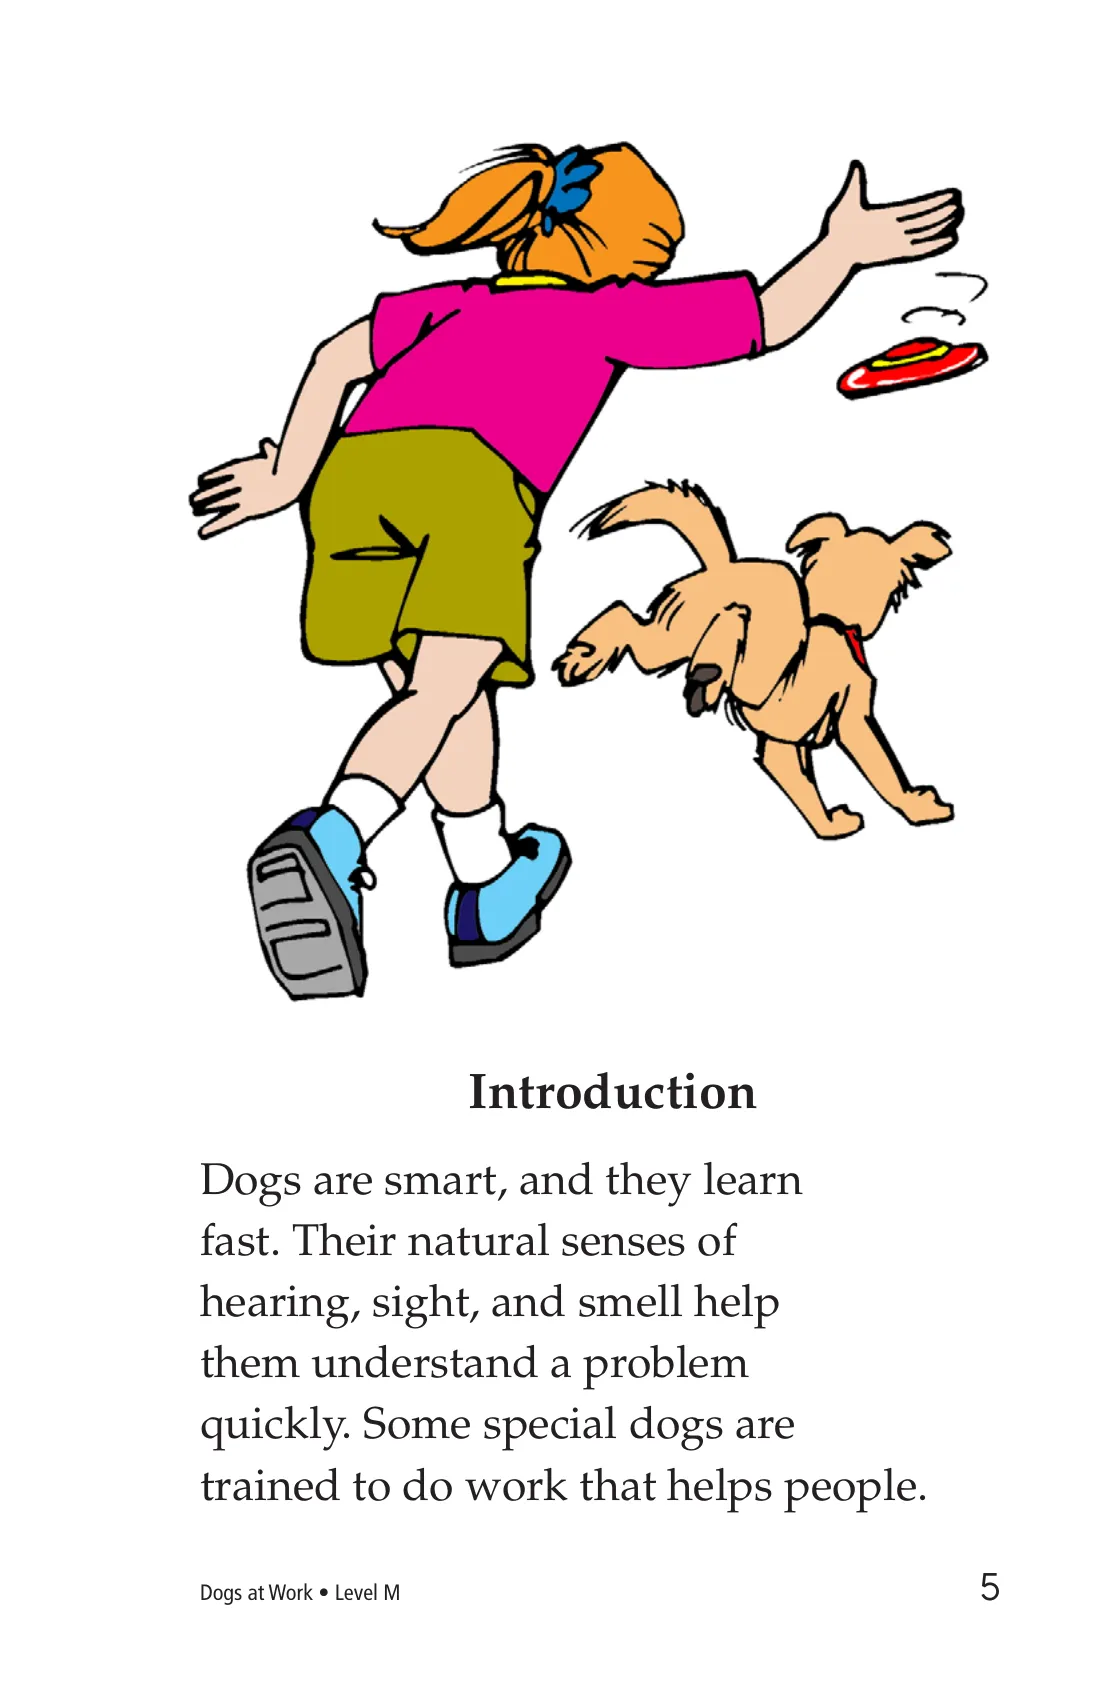 Introduction
Dogs are smart, and they learn
fast. Their natural senses of
hearing, sight, and smell help
them understand a problem
quickly. Some special dogs are
trained to do work that helps people.
Dogs at Work • Level M
5